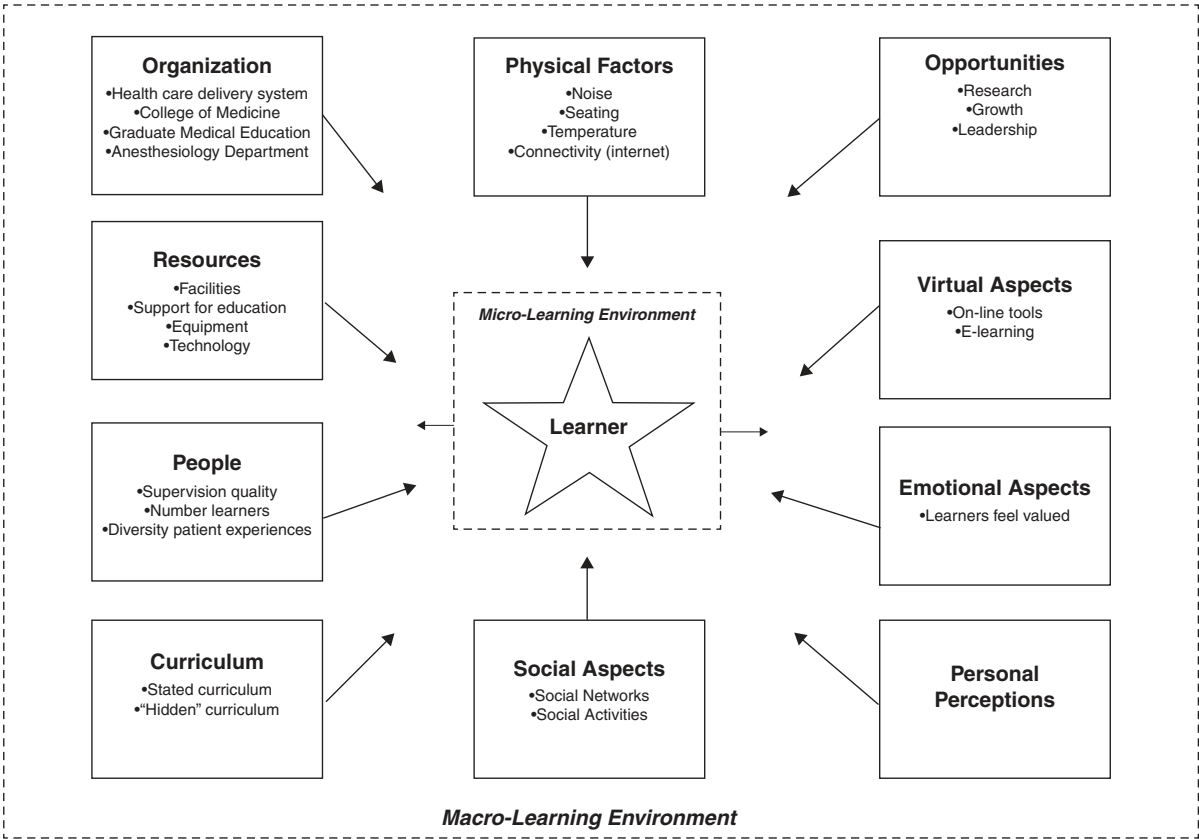 Organization
•Health care delivery system
•College of Medicine
•Graduate Medical Education
•Anesthesiology Department
Physical Factors
•Noise
•Seating
•Temperature
•Connectivity (internet)
Opportunities
•Research
•Growth
•Leadership
Resources
•Facilities
•Support for education
•Equipment
•Technology
Micro-Learning Environment
Learner
Virtual Aspects
•On-line tools
•E-learning
People
•Supervision quality
•Number learners
•Diversity patient experiences
Emotional Aspects
•Learners feel valued
Curriculum
•Stated curriculum
•“Hidden” curriculum
Social Aspects
•Social Networks
•Social Activities
Personal
Perceptions
Macro-Learning Environment